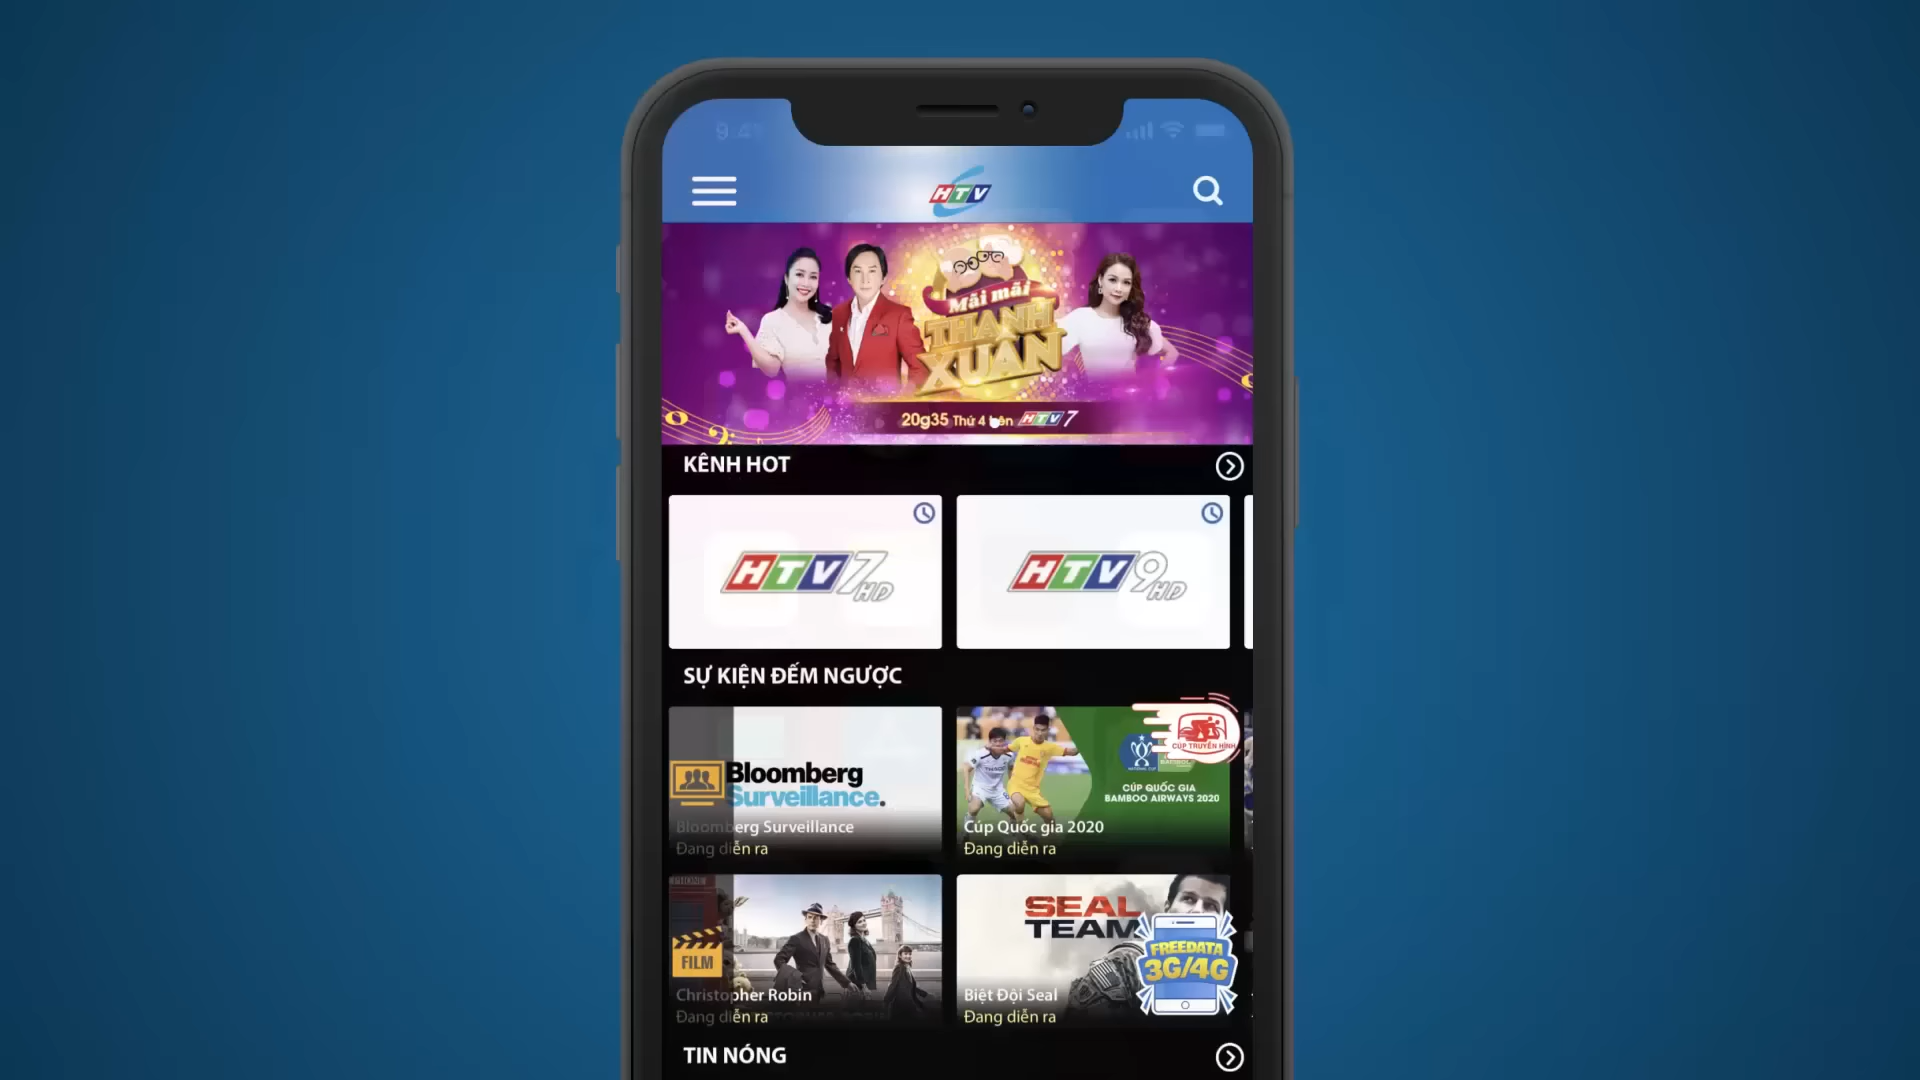 HTV
Mãi mãi
THANH
XUÂN
20g35 Thứ 4 trên HTV7
KÊNH HOT
HTV7 HD
HTV9 HD
SỰ KIỆN ĐẾM NGƯỢC
CÚP TRUYỀN HÌNH
Bloomberg
Surveillance.
CÚP QUỐC GIA
BAMBOO AIRWAYS 2020
Bloomberg Surveillance
Đang diễn ra
Cúp Quốc gia 2020
Đang diễn ra
SEAL
TEAM
FILM
FREEDATA
3G/4G
Christopher Robin
Đang diễn ra
Biệt Đội Seal
Đang diễn ra
TIN NÓNG